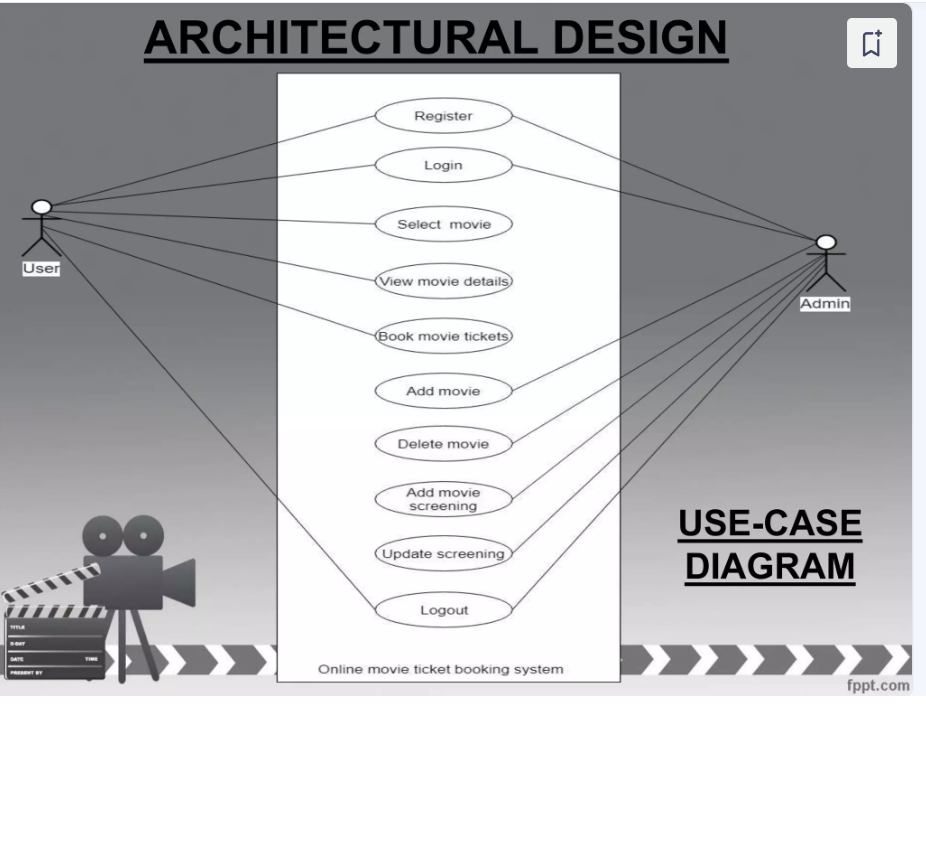 ARCHITECTURAL DESIGN
Register
Login
Select movie
User
View movie details
Admin
Book movie tickets
Add movie
Delete movie
Add movie
screening
USE-CASE
DIAGRAM
Update screening
Logout
TITLE
D-DAY
DATE TIME
PRESENT BY
Online movie ticket booking system
fppt.com